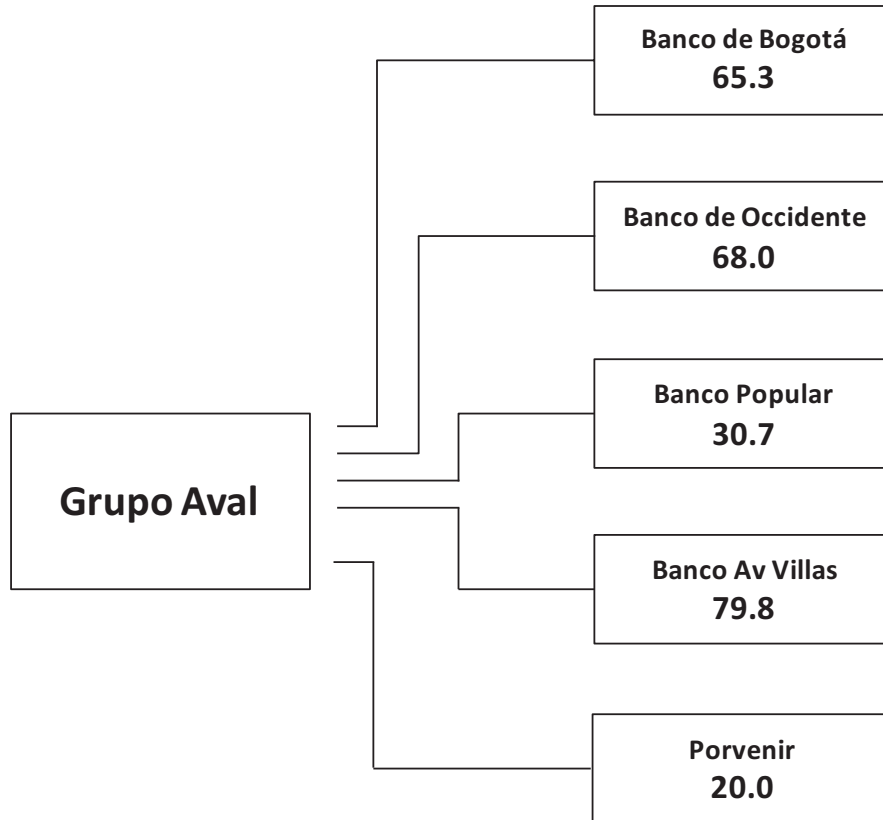 Banco de Bogotá
65.3
Banco de Occidente
68.0
Banco Popular
30.7
Grupo Aval
Banco Av Villas
79.8
Porvenir
20.0